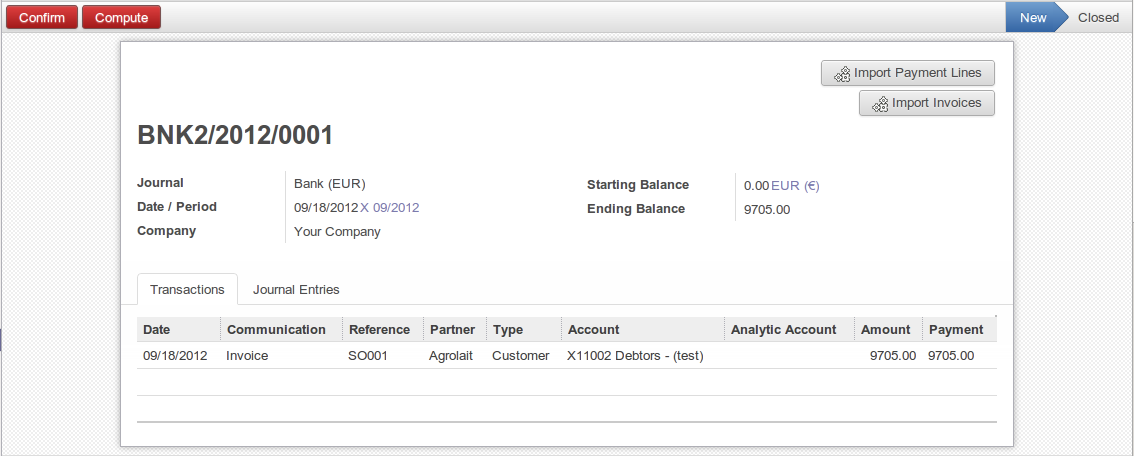 Confirm Compute New Closed
Import Payment Lines
Import Invoices
BNK2/2012/0001
Journal Bank (EUR) Starting Balance 0.00 EUR (€)
Date / Period 09/18/2012 X 09/2012 Ending Balance 9705.00
Company Your Company
Transactions Journal Entries
Date Communication Reference Partner Type Account Analytic Account Amount Payment
09/18/2012 Invoice SO001 Agrolait Customer X11002 Debtors - (test) 9705.00 9705.00